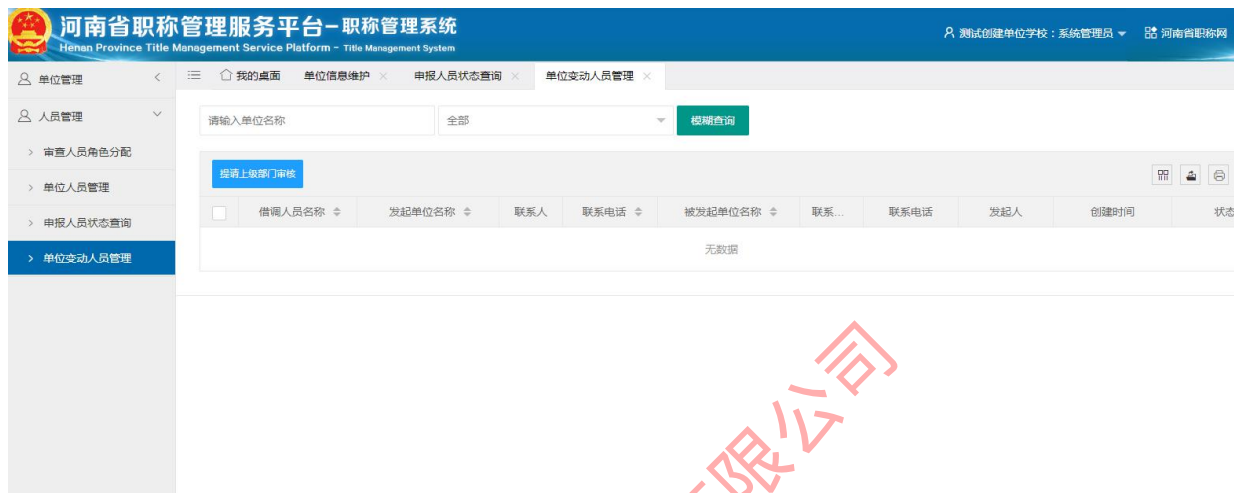 河南省职称管理服务平台-职称管理系统
Henan Province Title Management Service Platform - Title Management System
测试创建单位学校：系统管理员
河南省职称网
单位管理
我的桌面 单位信息维护 申报人员状态查询 单位变动人员管理
人员管理
请输入单位名称 全部 模糊查询
审查人员角色分配
提请上级部门审核
单位人员管理
借调人员名称 发起单位名称 联系人 联系电话 被发起单位名称 联系... 联系电话 发起人 创建时间 状态
申报人员状态查询
无数据
单位变动人员管理
有限公司